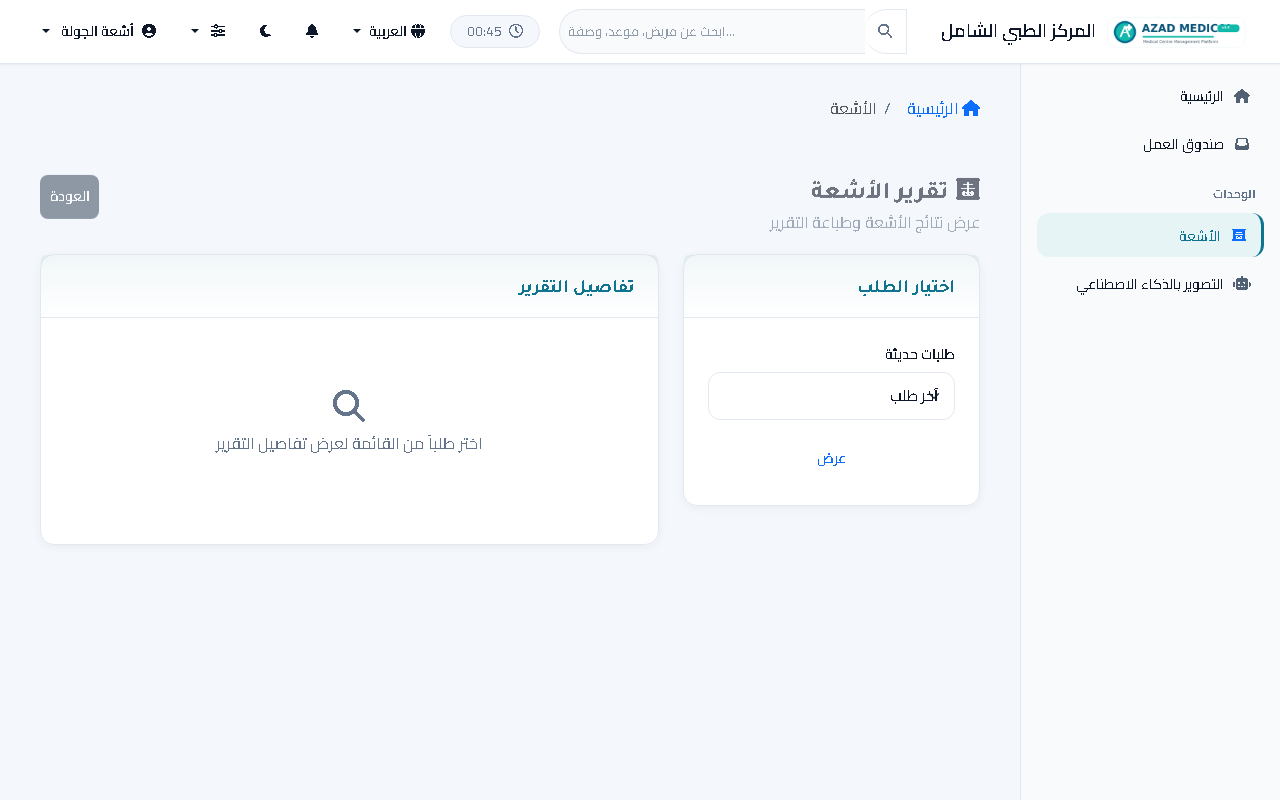 AZAD MEDIC
Medical Centre Management Platform
المركز الطبي الشامل
ابحث عن مريض، موعد، وصفة...
00:45
العربية
أشعة الجولة
الرئيسية
صندوق العمل
الوحدات
الأشعة
التصوير بالذكاء الاصطناعي
الرئيسية / الأشعة
تقرير الأشعة
عرض نتائج الأشعة وطباعة التقرير
العودة
اختيار الطلب
طلبات حديثة
آخر طلب
عرض
تفاصيل التقرير
اختر طلباً من القائمة لعرض تفاصيل التقرير